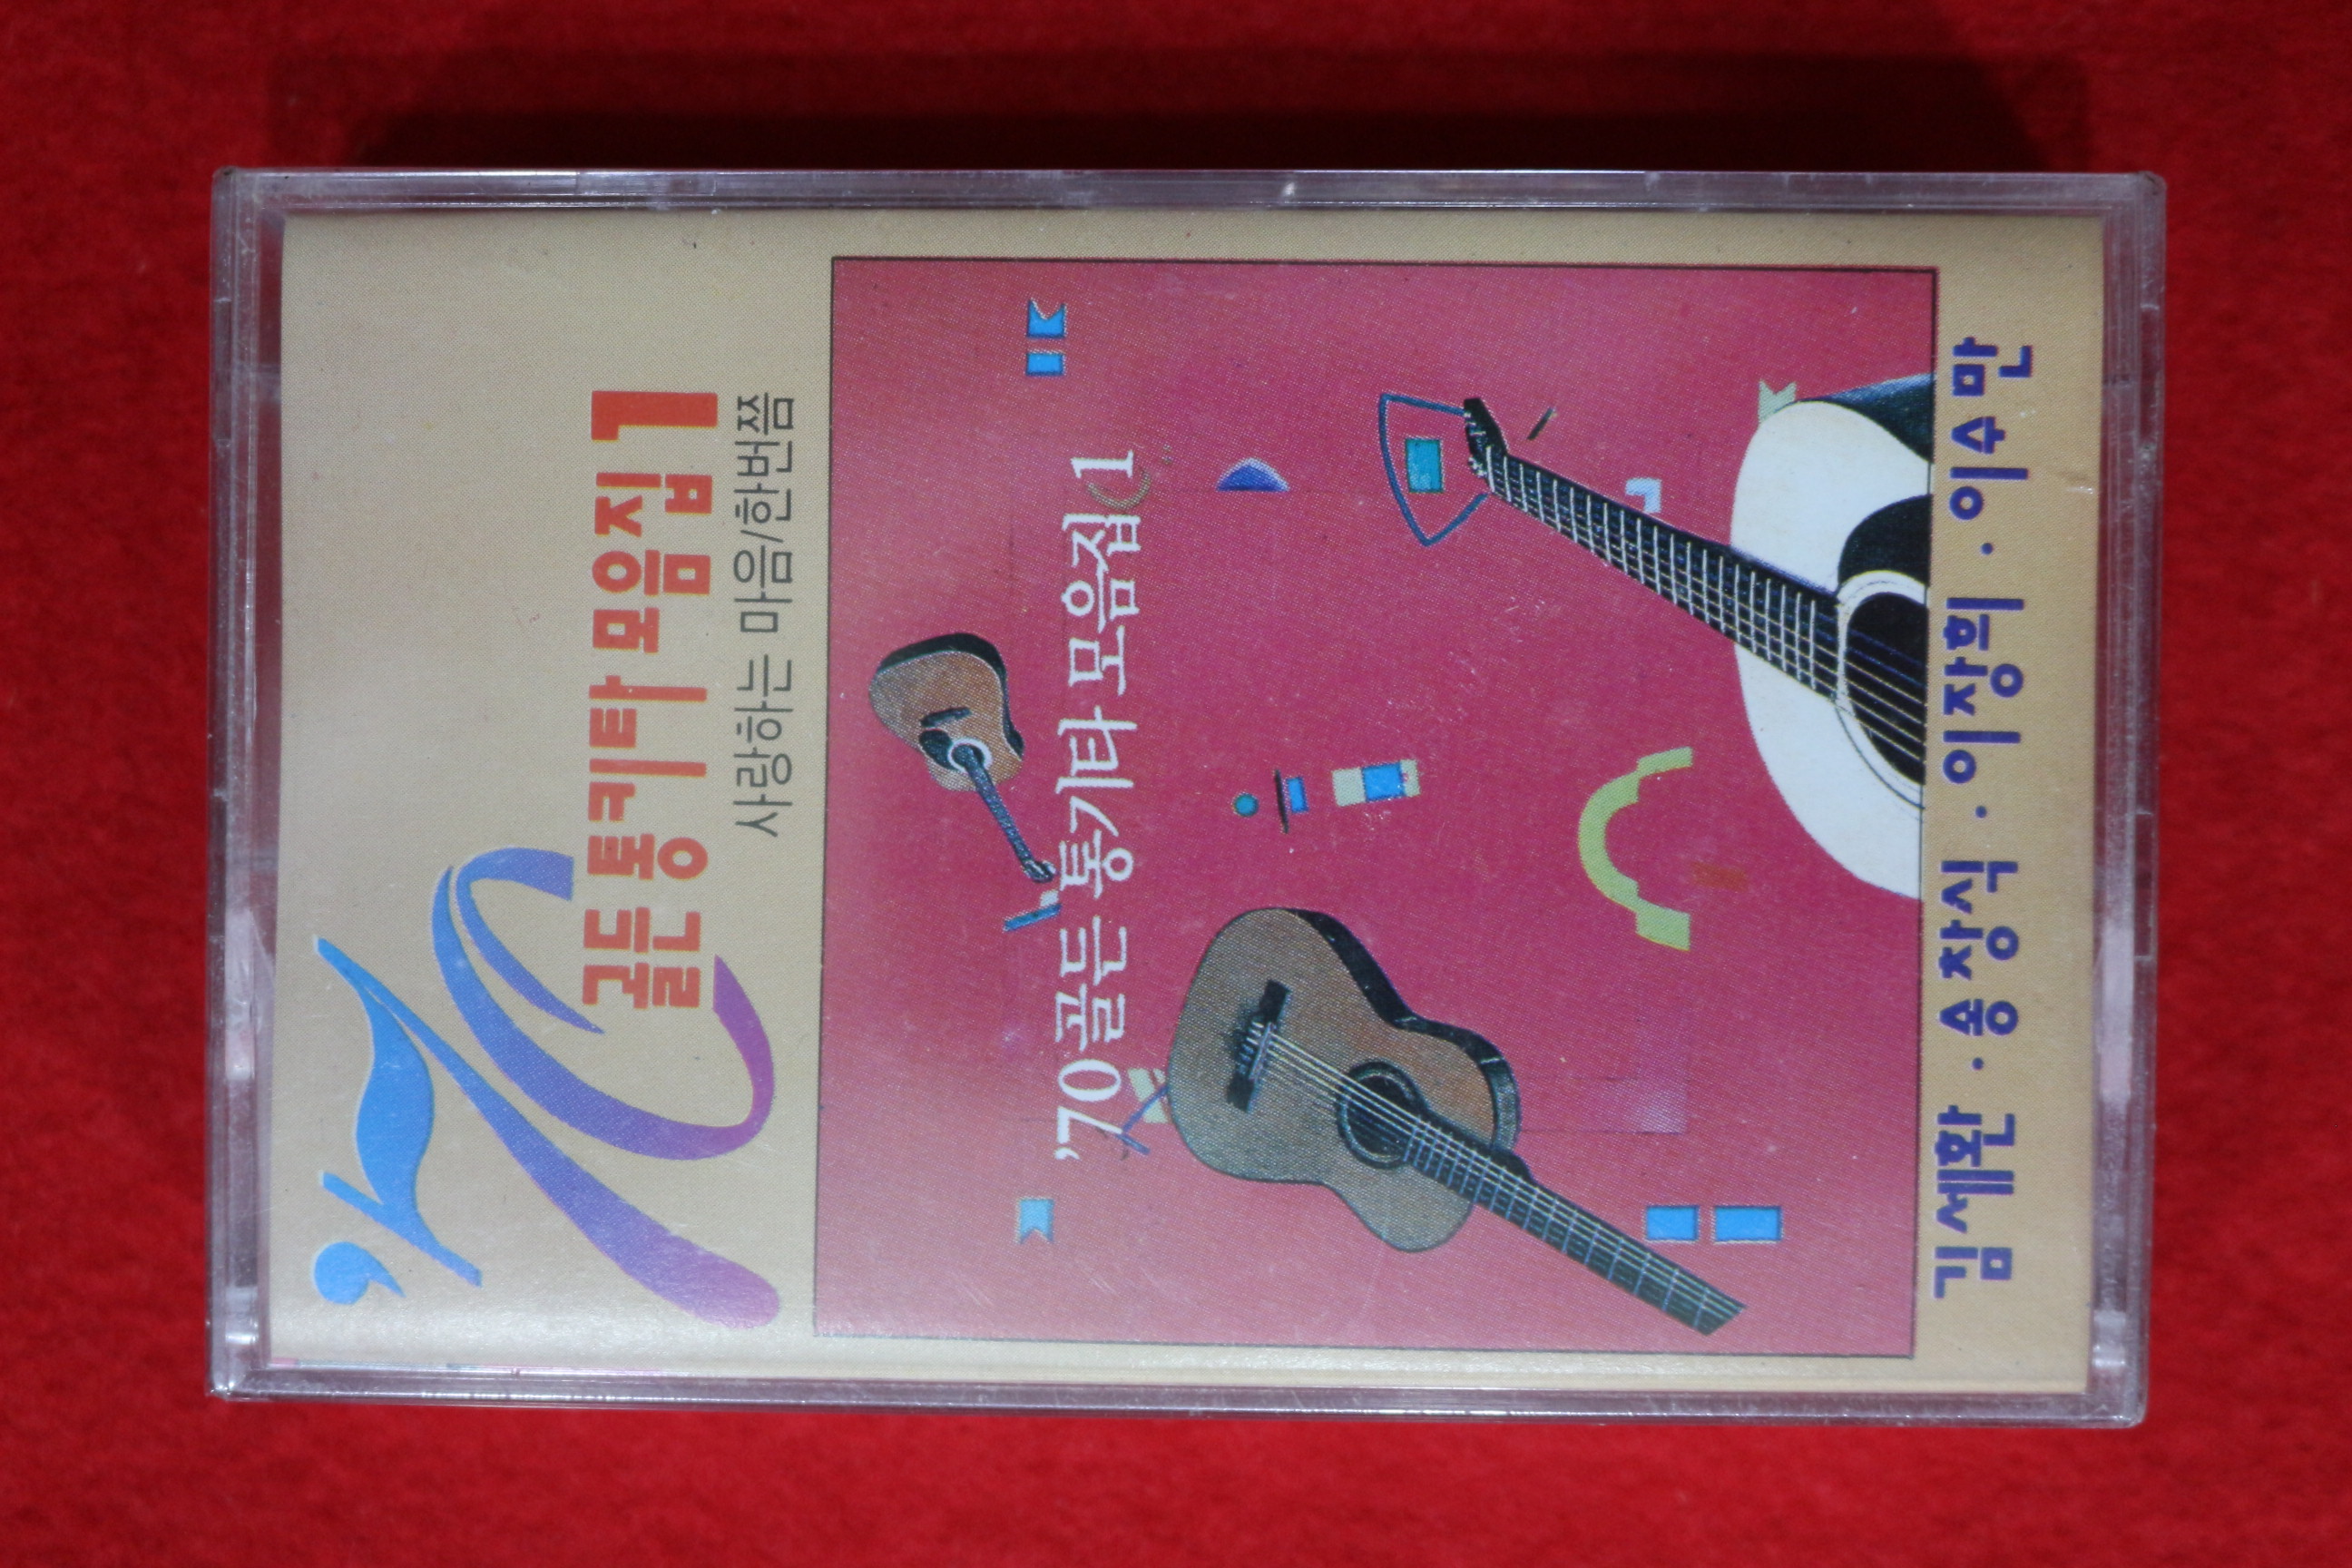 '70
골든통키타 모음집 1
사랑하는 마음/한번쯤
'70 골든 통기타 모음집 1
김세환 · 송창식 · 이장희 · 이수만